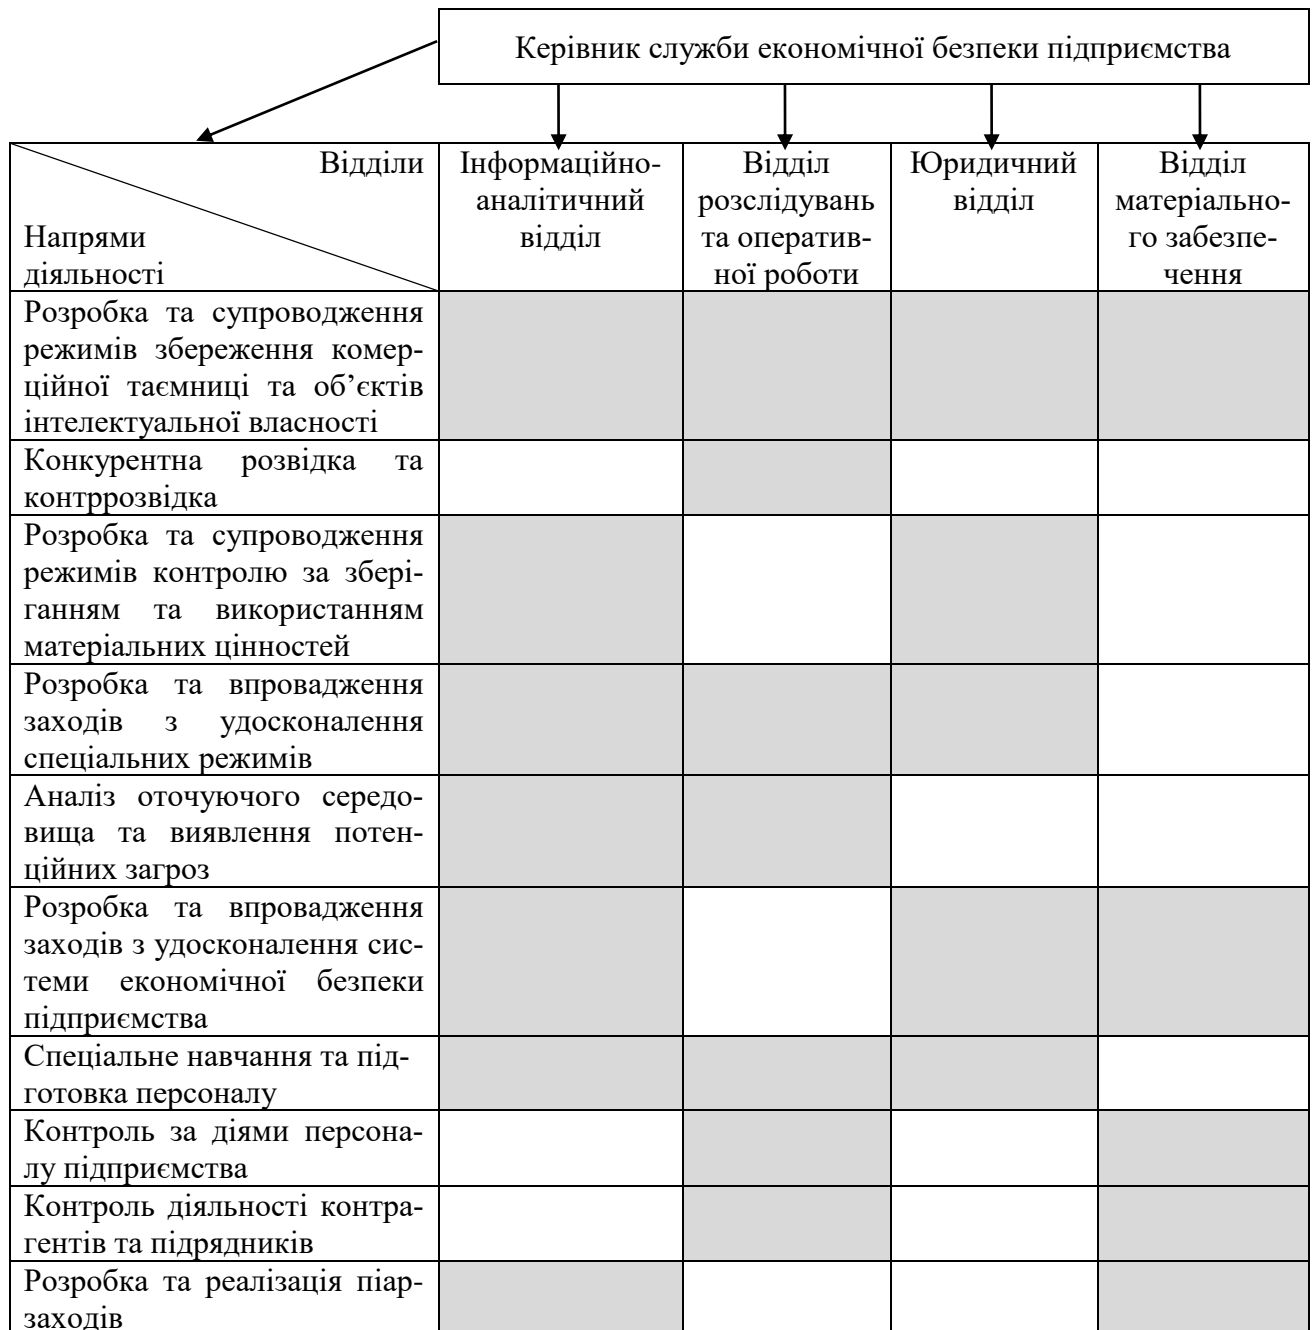 Керівник служби економічної безпеки підприємства
Відділи
Напрями
діяльності
Інформаційно-
аналітичний
відділ
Відділ
розслідувань
та оператив-
ної роботи
Юридичний
відділ
Відділ
матеріально-
го забезпе-
чення
Розробка та супроводження
режимів збереження комер-
ційної таємниці та об’єктів
інтелектуальної власності
Конкурентна розвідка та
контррозвідка
Розробка та супроводження
режимів контролю за збері-
ганням та використанням
матеріальних цінностей
Розробка та впровадження
заходів з удосконалення
спеціальних режимів
Аналіз оточуючого середо-
вища та виявлення потен-
ційних загроз
Розробка та впровадження
заходів з удосконалення сис-
теми економічної безпеки
підприємства
Спеціальне навчання та під-
готовка персоналу
Контроль за діями персона-
лу підприємства
Контроль діяльності контра-
гентів та підрядників
Розробка та реалізація піар-
заходів